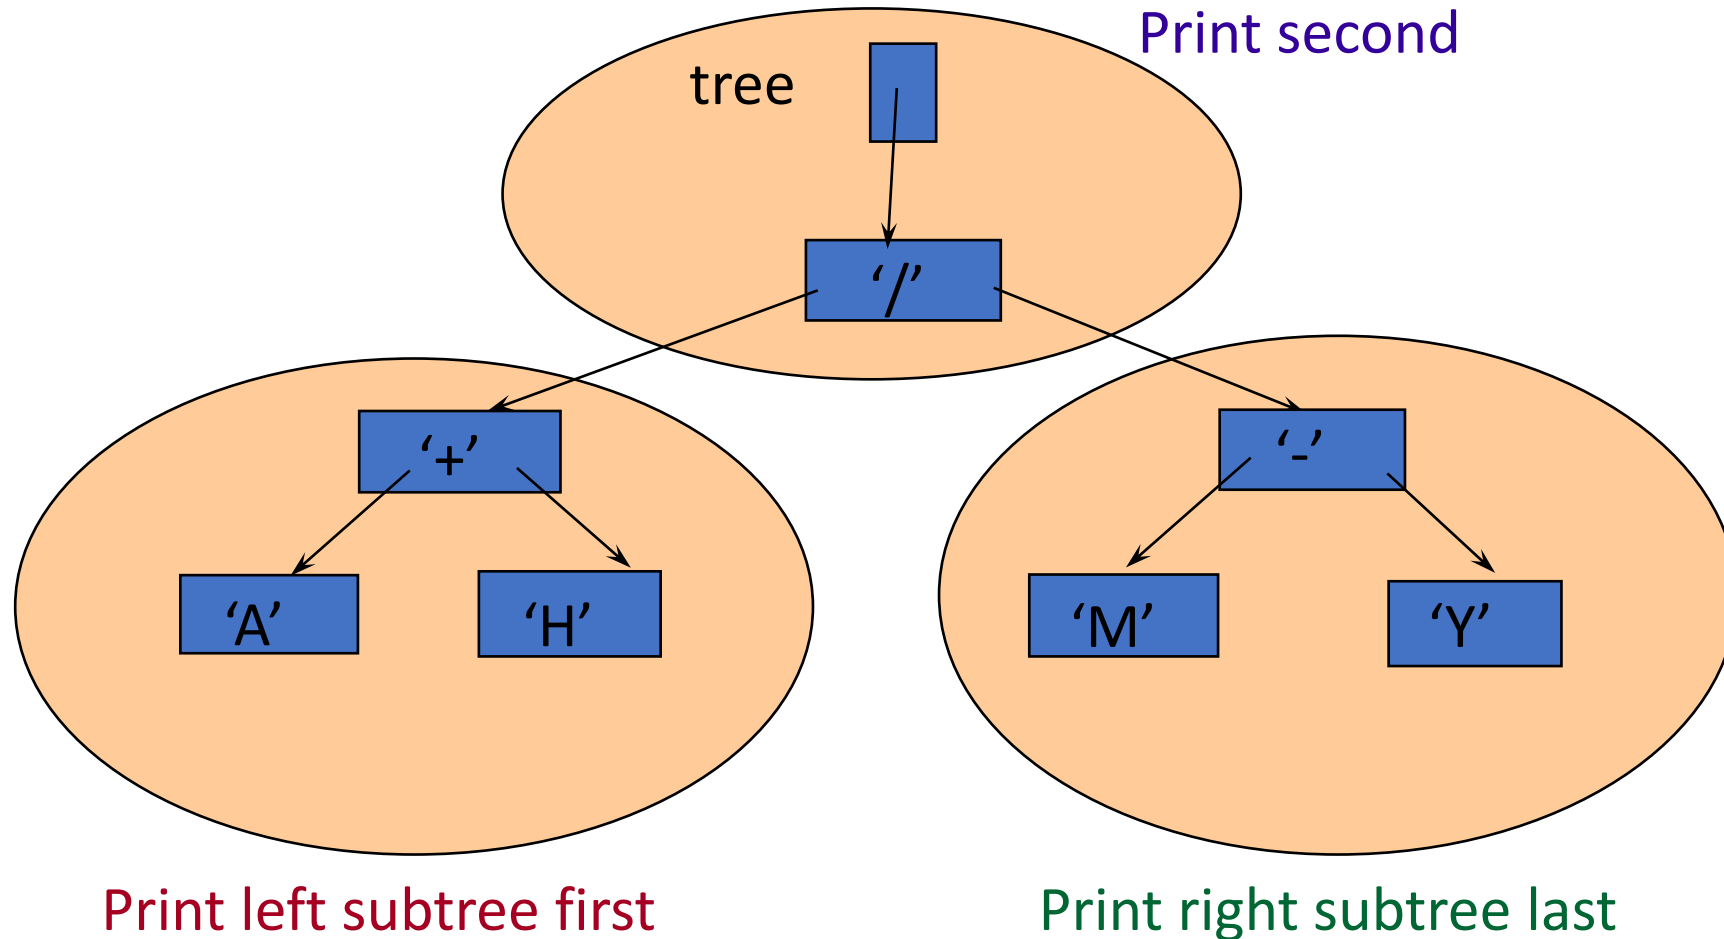 Print second
tree
‘/’
‘+’
‘-’
‘A’
‘H’
‘M’
‘Y’
Print left subtree first
Print right subtree last